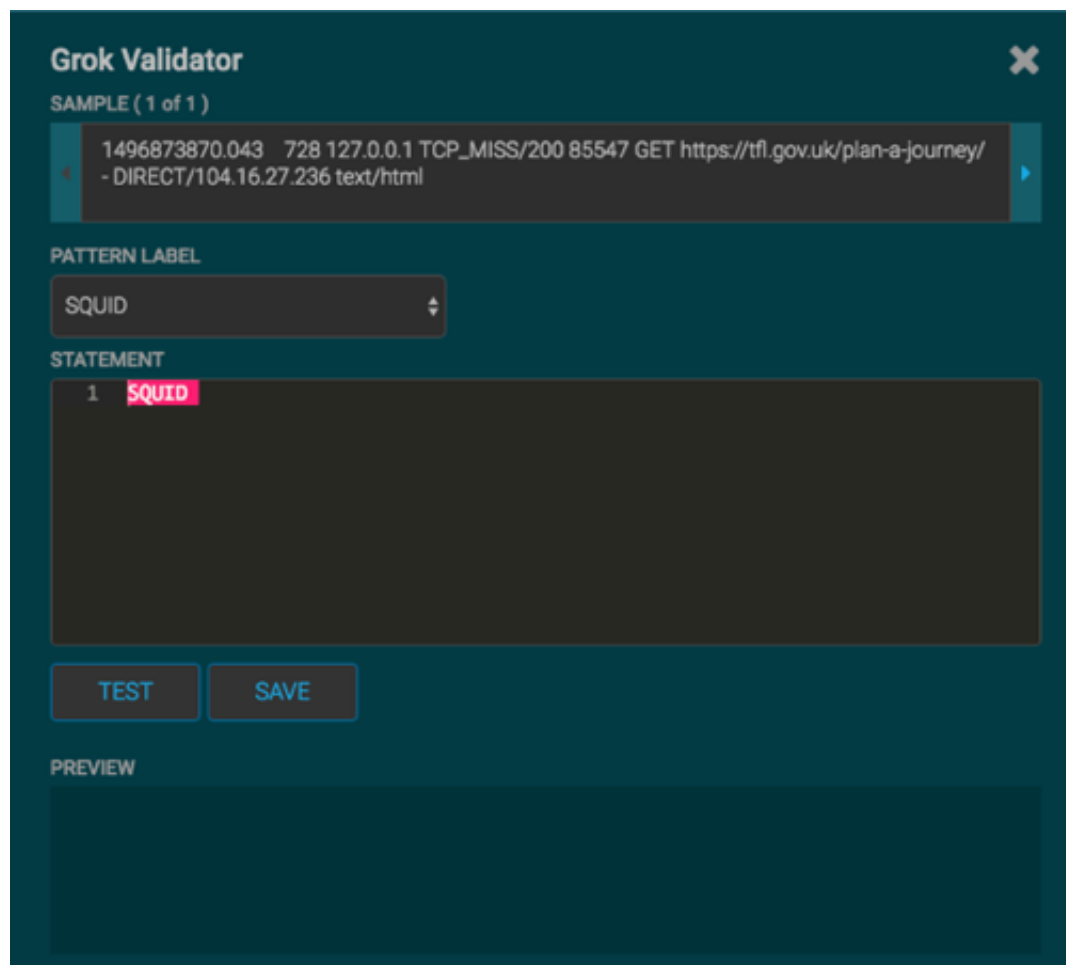 Grok Validator
SAMPLE ( 1 of 1 )
1496873870.043    728 127.0.0.1 TCP_MISS/200 85547 GET https://tfl.gov.uk/plan-a-journey/
- DIRECT/104.16.27.236 text/html
PATTERN LABEL
SQUID
STATEMENT
1 SQUID
TEST SAVE
PREVIEW